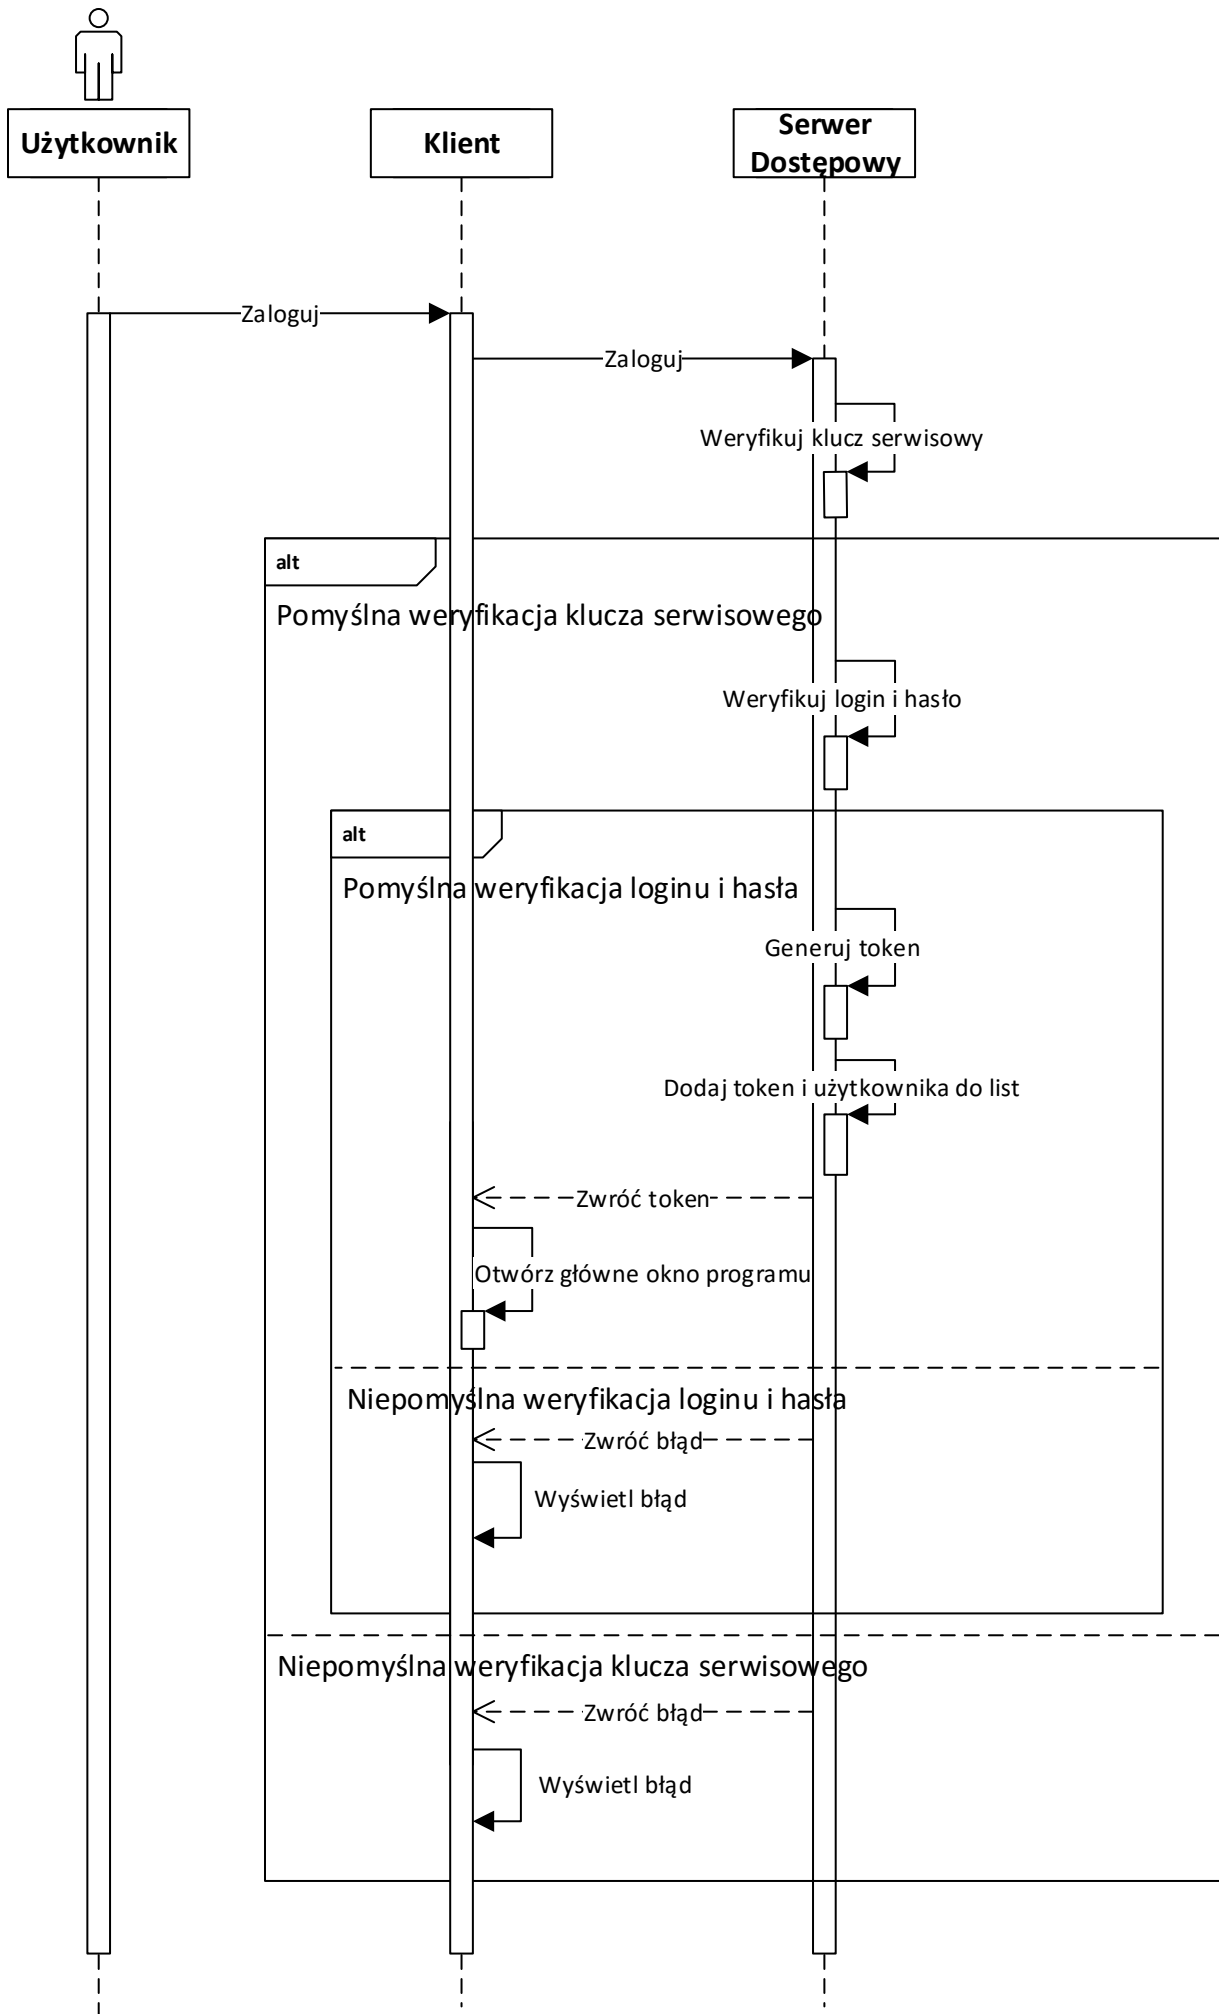 Użytkownik
Klient
Serwer
Dostępowy
Zaloguj
Zaloguj
Weryfikuj klucz serwisowy
alt
Pomyślna weryfikacja klucza serwisowego
Weryfikuj login i hasło
alt
Pomyślna weryfikacja loginu i hasła
Generuj token
Dodaj token i użytkownika do list
Zwróć token
Otwórz główne okno programu
Niepomyślna weryfikacja loginu i hasła
Zwróć błąd
Wyświetl błąd
Niepomyślna weryfikacja klucza serwisowego
Zwróć błąd
Wyświetl błąd